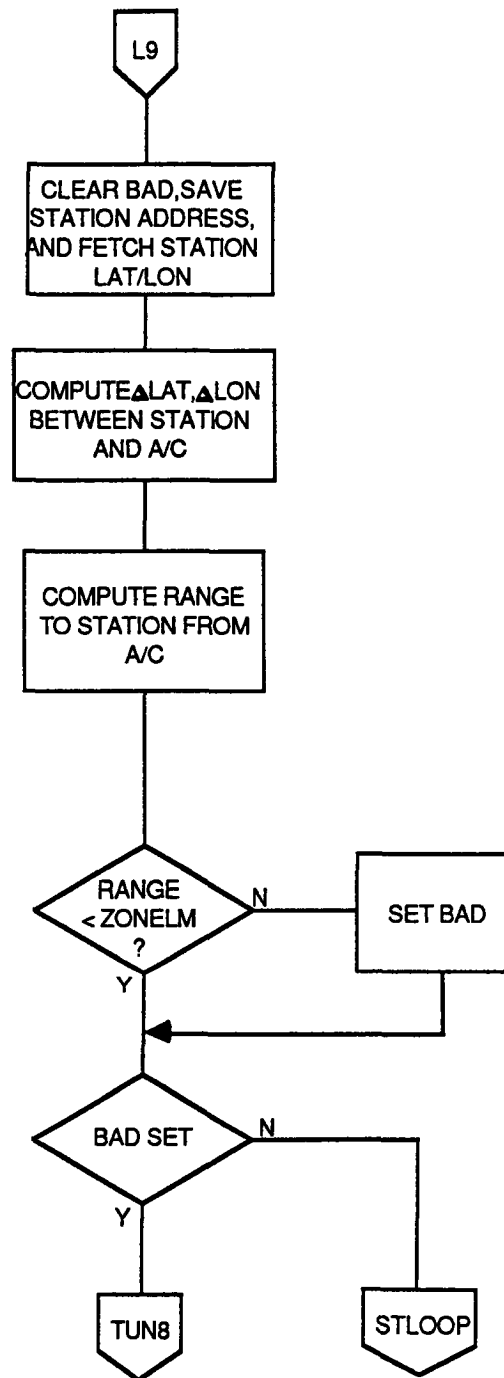 L9
CLEAR BAD,SAVE
STATION ADDRESS,
AND FETCH STATION
LAT/LON
COMPUTE▲LAT,▲LON
BETWEEN STATION
AND A/C
COMPUTE RANGE
TO STATION FROM
A/C
RANGE
< ZONELM
?
N
SET BAD
Y
BAD SET
N
Y
TUN8
STLOOP